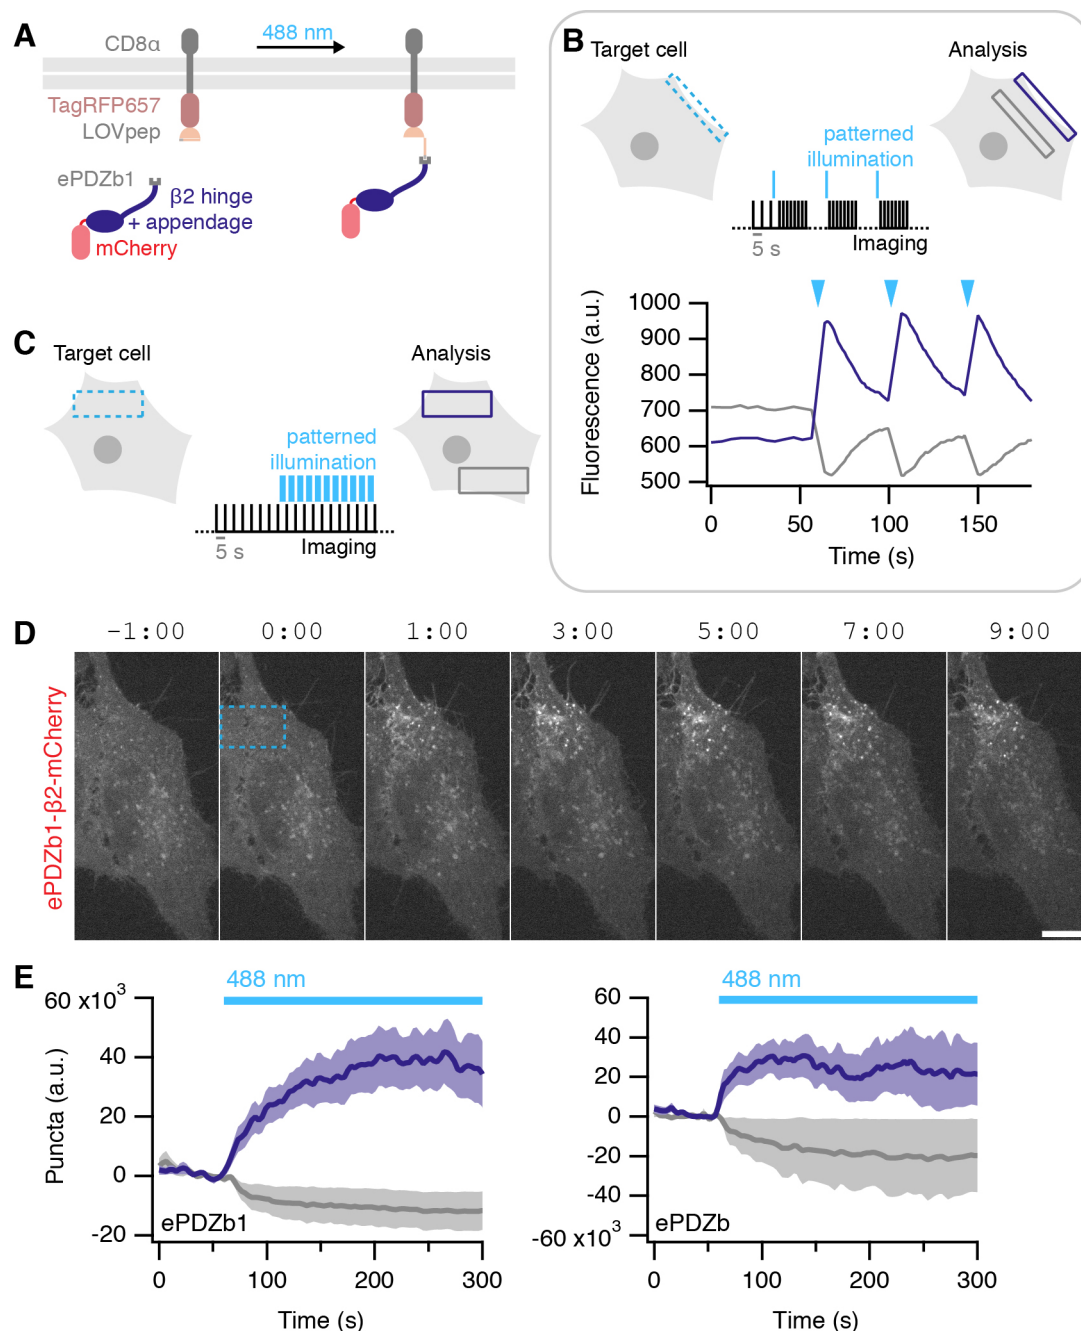 A
CD8α
488 nm
TagRFP657
LOVpep
ePDZb1
β2 hinge
+ appendage
mCherry
B
Target cell
Analysis
patterned
illumination
5 s
Imaging
Fluorescence (a.u.)
1000
900
800
700
600
500
0
50
100
150
Time (s)
C
Target cell
Analysis
patterned
illumination
5 s
Imaging
D
-1:00
0:00
1:00
3:00
5:00
7:00
9:00
ePDZb1-β2-mCherry
E
488 nm
60 x10³
40
20
0
-20
Puncta (a.u.)
ePDZb1
0
100
200
300
Time (s)
488 nm
60
40
20
0
-20
-40
-60 x10³
ePDZb
0
100
200
300
Time (s)